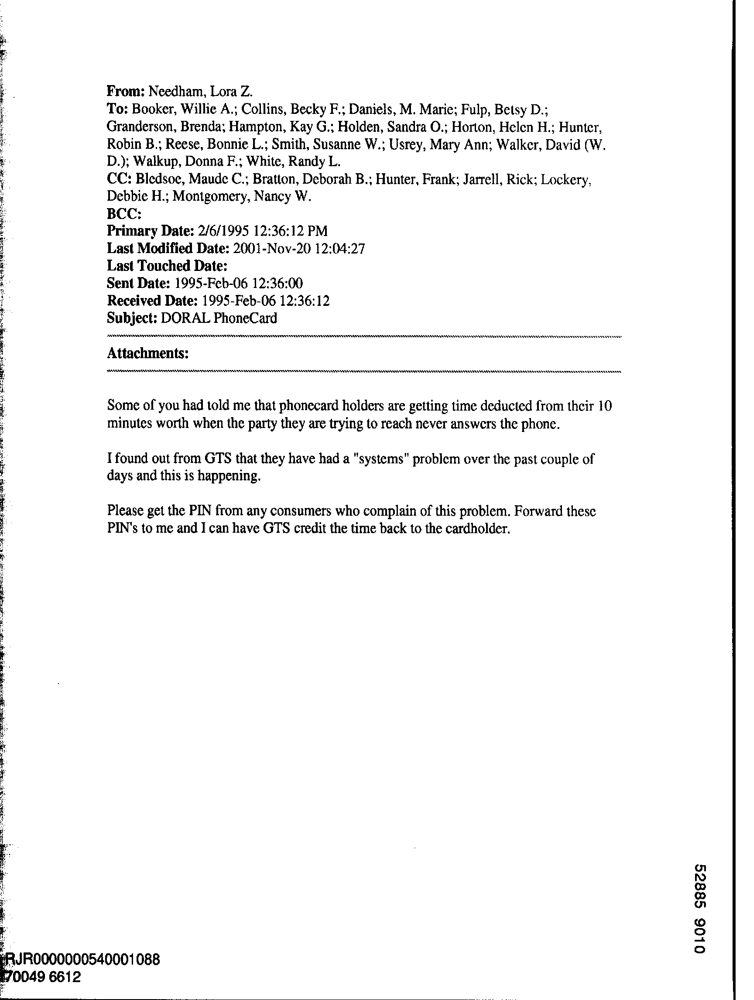 From: Needham, Lora Z.
To: Booker, Willie A.; Collins, Becky F.; Daniels, M. Marie; Fulp, Betsy D.;
Granderson, Brenda; Hampton, Kay G.; Holden, Sandra O.; Horton, Helen H.; Hunter,
Robin B.; Reese, Bonnie L.; Smith, Susanne W.; Usrey, Mary Ann; Walker, David (W.
D.); Walkup, Donna F.; White, Randy L.
CC: Bledsoe, Maude C.; Bratton, Deborah B.; Hunter, Frank; Jarrell, Rick; Lockery,
Debbie H.; Montgomery, Nancy W.
BCC:
Primary Date: 2/6/1995 12:36:12 PM
Last Modified Date: 2001-Nov-20 12:04:27
Last Touched Date:
Sent Date: 1995-Feb-06 12:36:00
Received Date: 1995-Feb-06 12:36:12
Subject: DORAL PhoneCard
Attachments:
Some of you had told me that phonecard holders are getting time deducted from their 10
minutes worth when the party they are trying to reach never answers the phone.
I found out from GTS that they have had a "systems" problem over the past couple of
days and this is happening.
Please get the PIN from any consumers who complain of this problem. Forward these
PIN's to me and I can have GTS credit the time back to the cardholder.
52885 9010
RJR0000000540001088
70049 6612